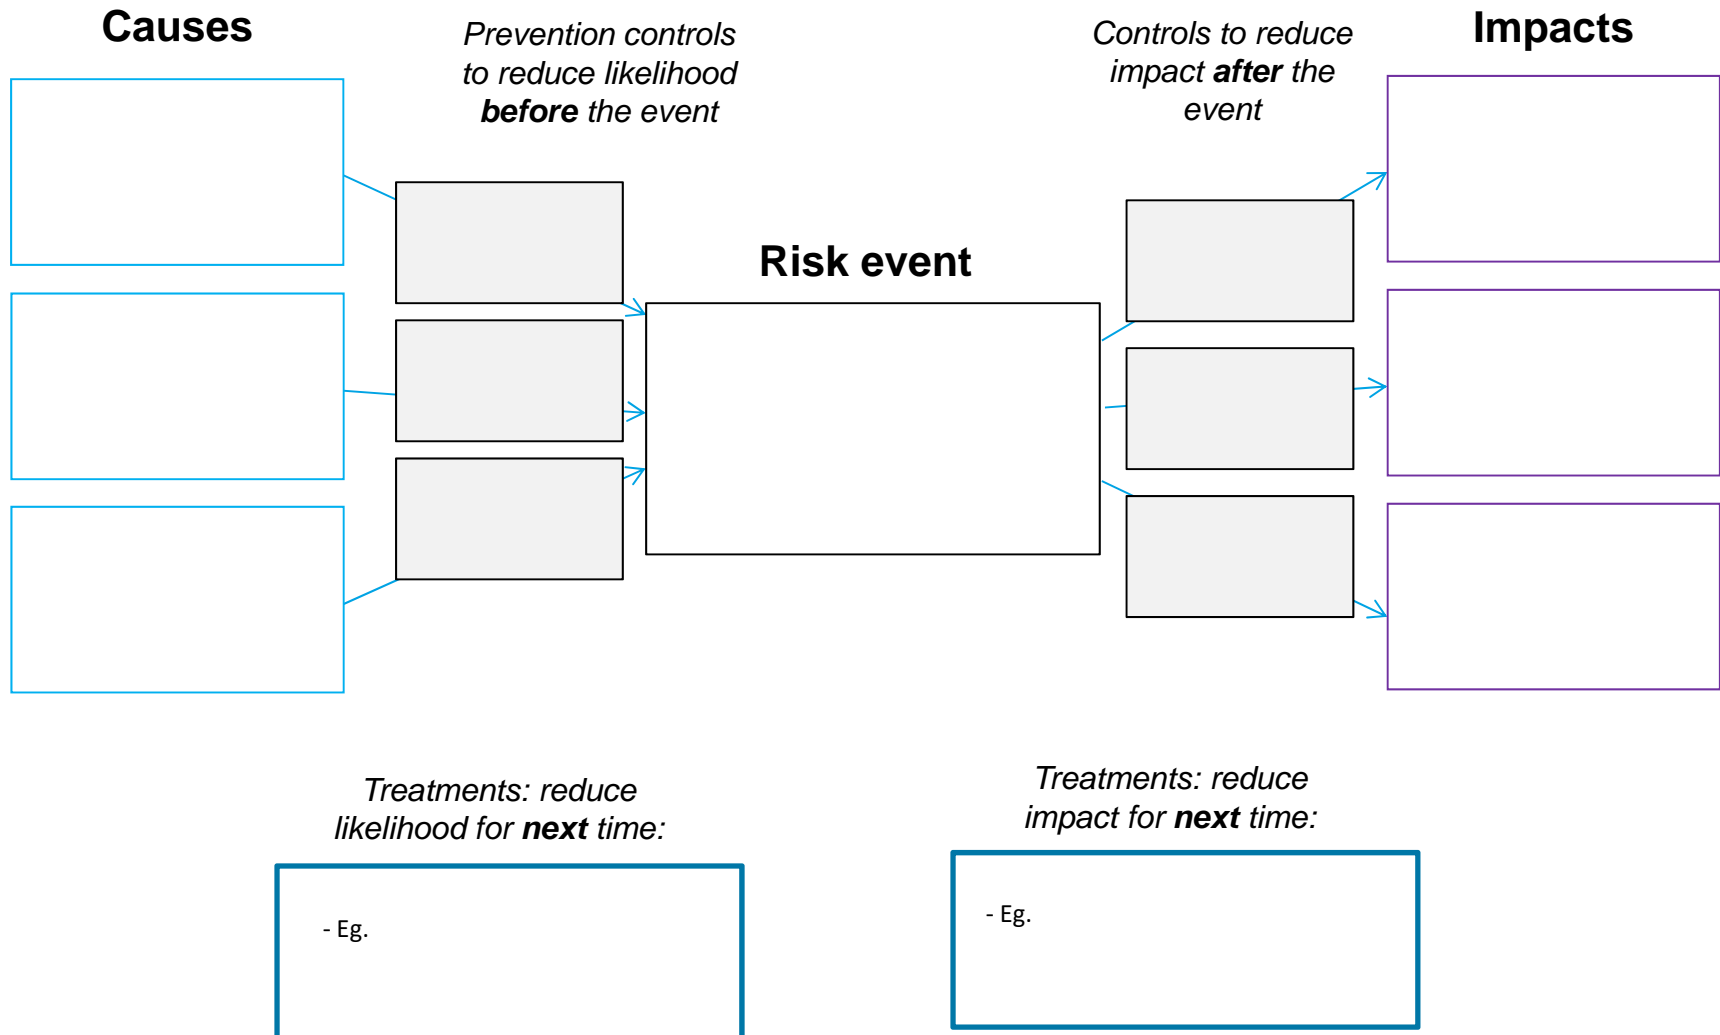 Causes
Prevention controls
to reduce likelihood
before the event
Controls to reduce
impact after the
event
Impacts
Risk event
Treatments: reduce
likelihood for next time:
Treatments: reduce
impact for next time:
- Eg.
- Eg.